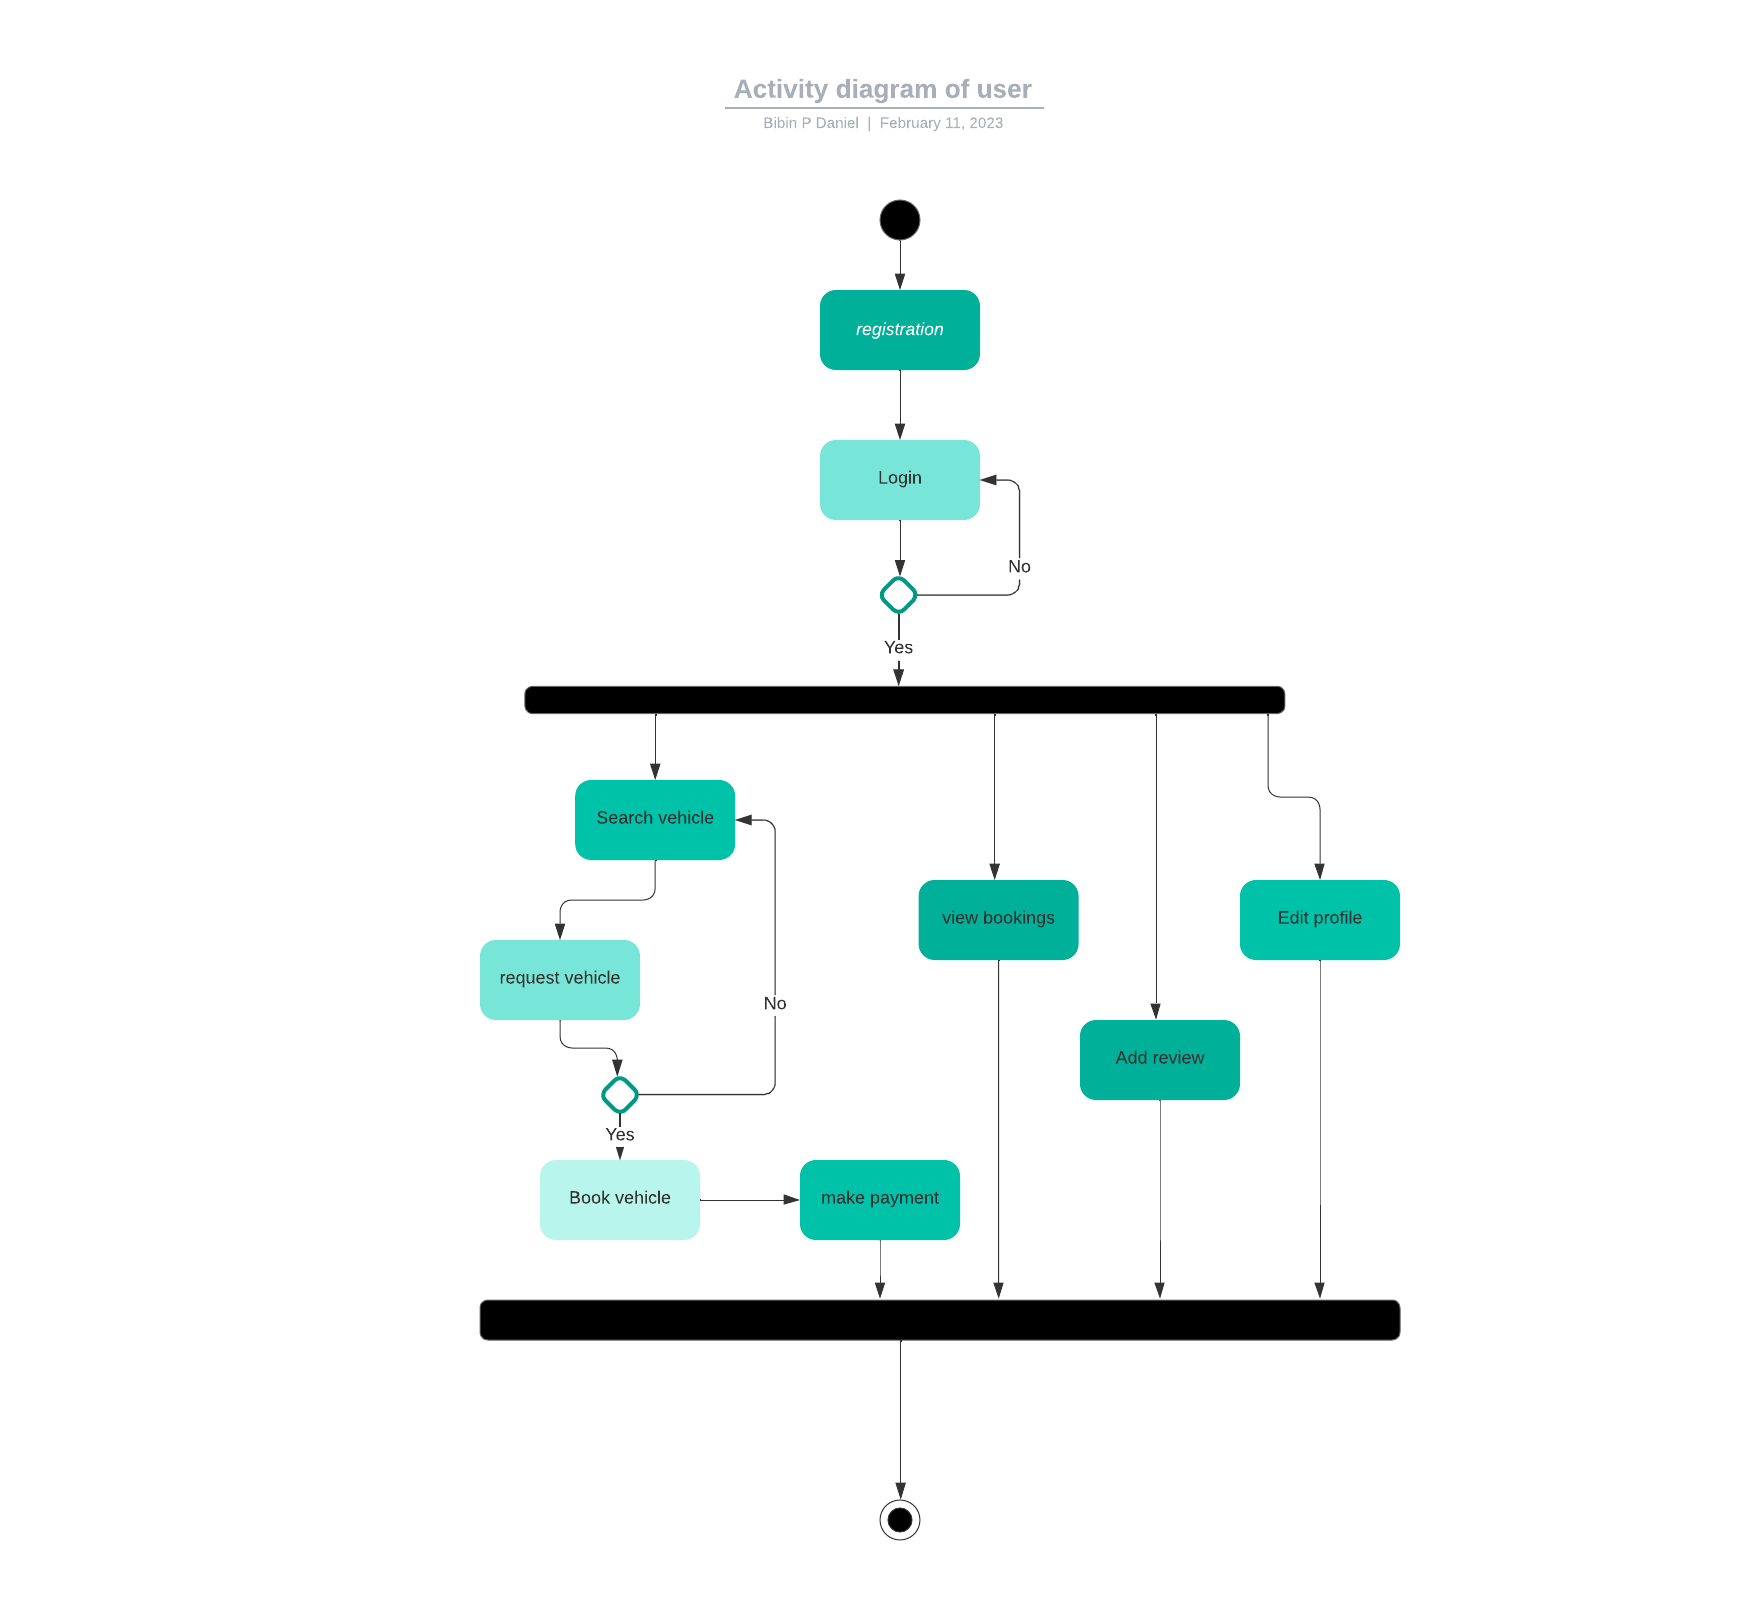 Activity diagram of user
Bibin P Daniel | February 11, 2023
registration
Login
No
Yes
Search vehicle
view bookings
Edit profile
request vehicle
No
Add review
Yes
Book vehicle
make payment